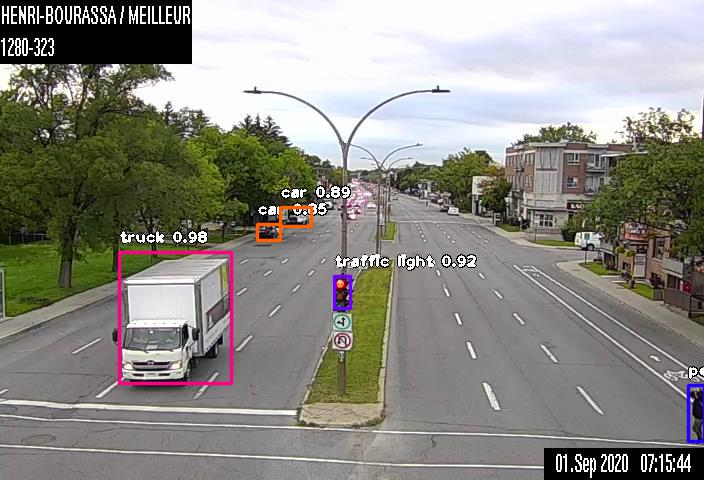 HENRI-BOURASSA / MEILLEUR
1280-323
car 0.89
car 0.85
truck 0.98
traffic light 0.92
01.Sep 2020 07:15:44